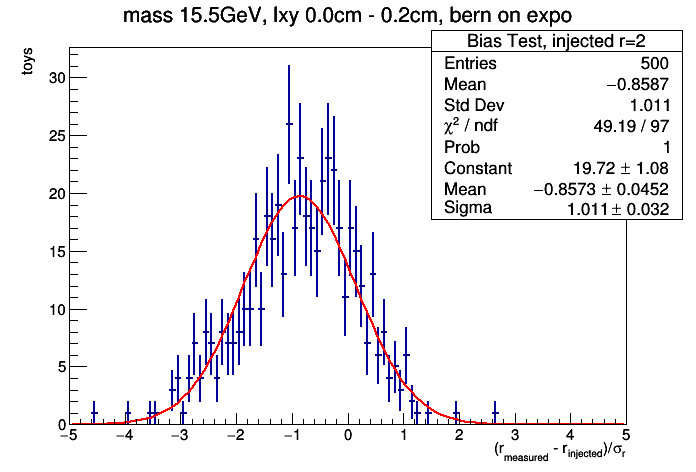 mass 15.5GeV, lxy 0.0cm - 0.2cm, bern on expo
Bias Test, injected r=2
Entries 500
Mean −0.8587
Std Dev 1.011
χ² / ndf 49.19 / 97
Prob 1
Constant 19.72 ± 1.08
Mean −0.8573 ± 0.0452
Sigma 1.011 ± 0.032
toys
30
25
20
15
10
5
0
−5 −4 −3 −2 −1 0 1 2 3 4 5
(r_measured - r_injected)/σ_r